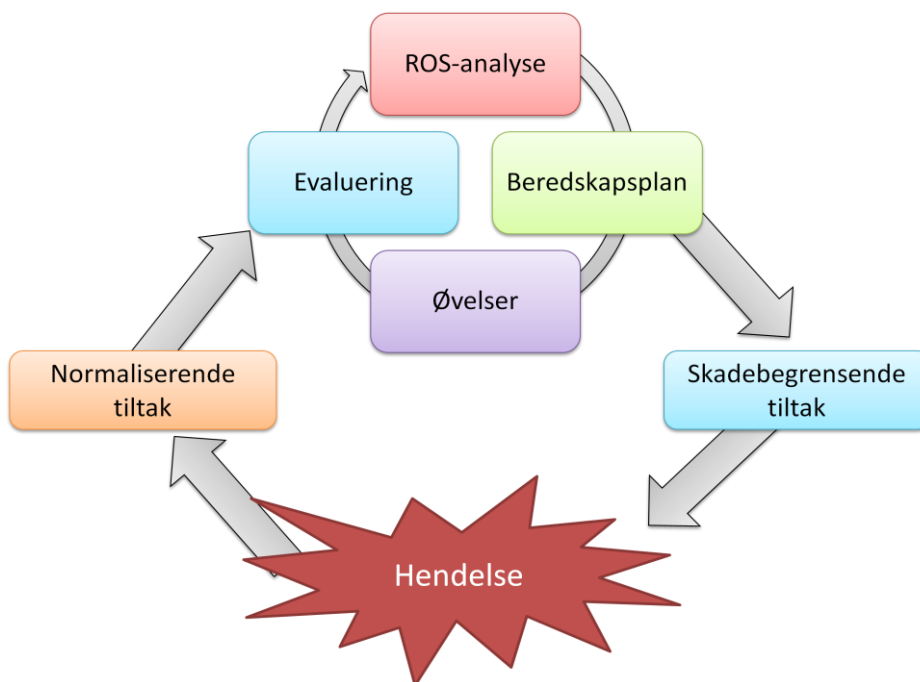 ROS-analyse
Evaluering
Beredskapsplan
Øvelser
Normaliserende
tiltak
Skadebegrensende
tiltak
Hendelse